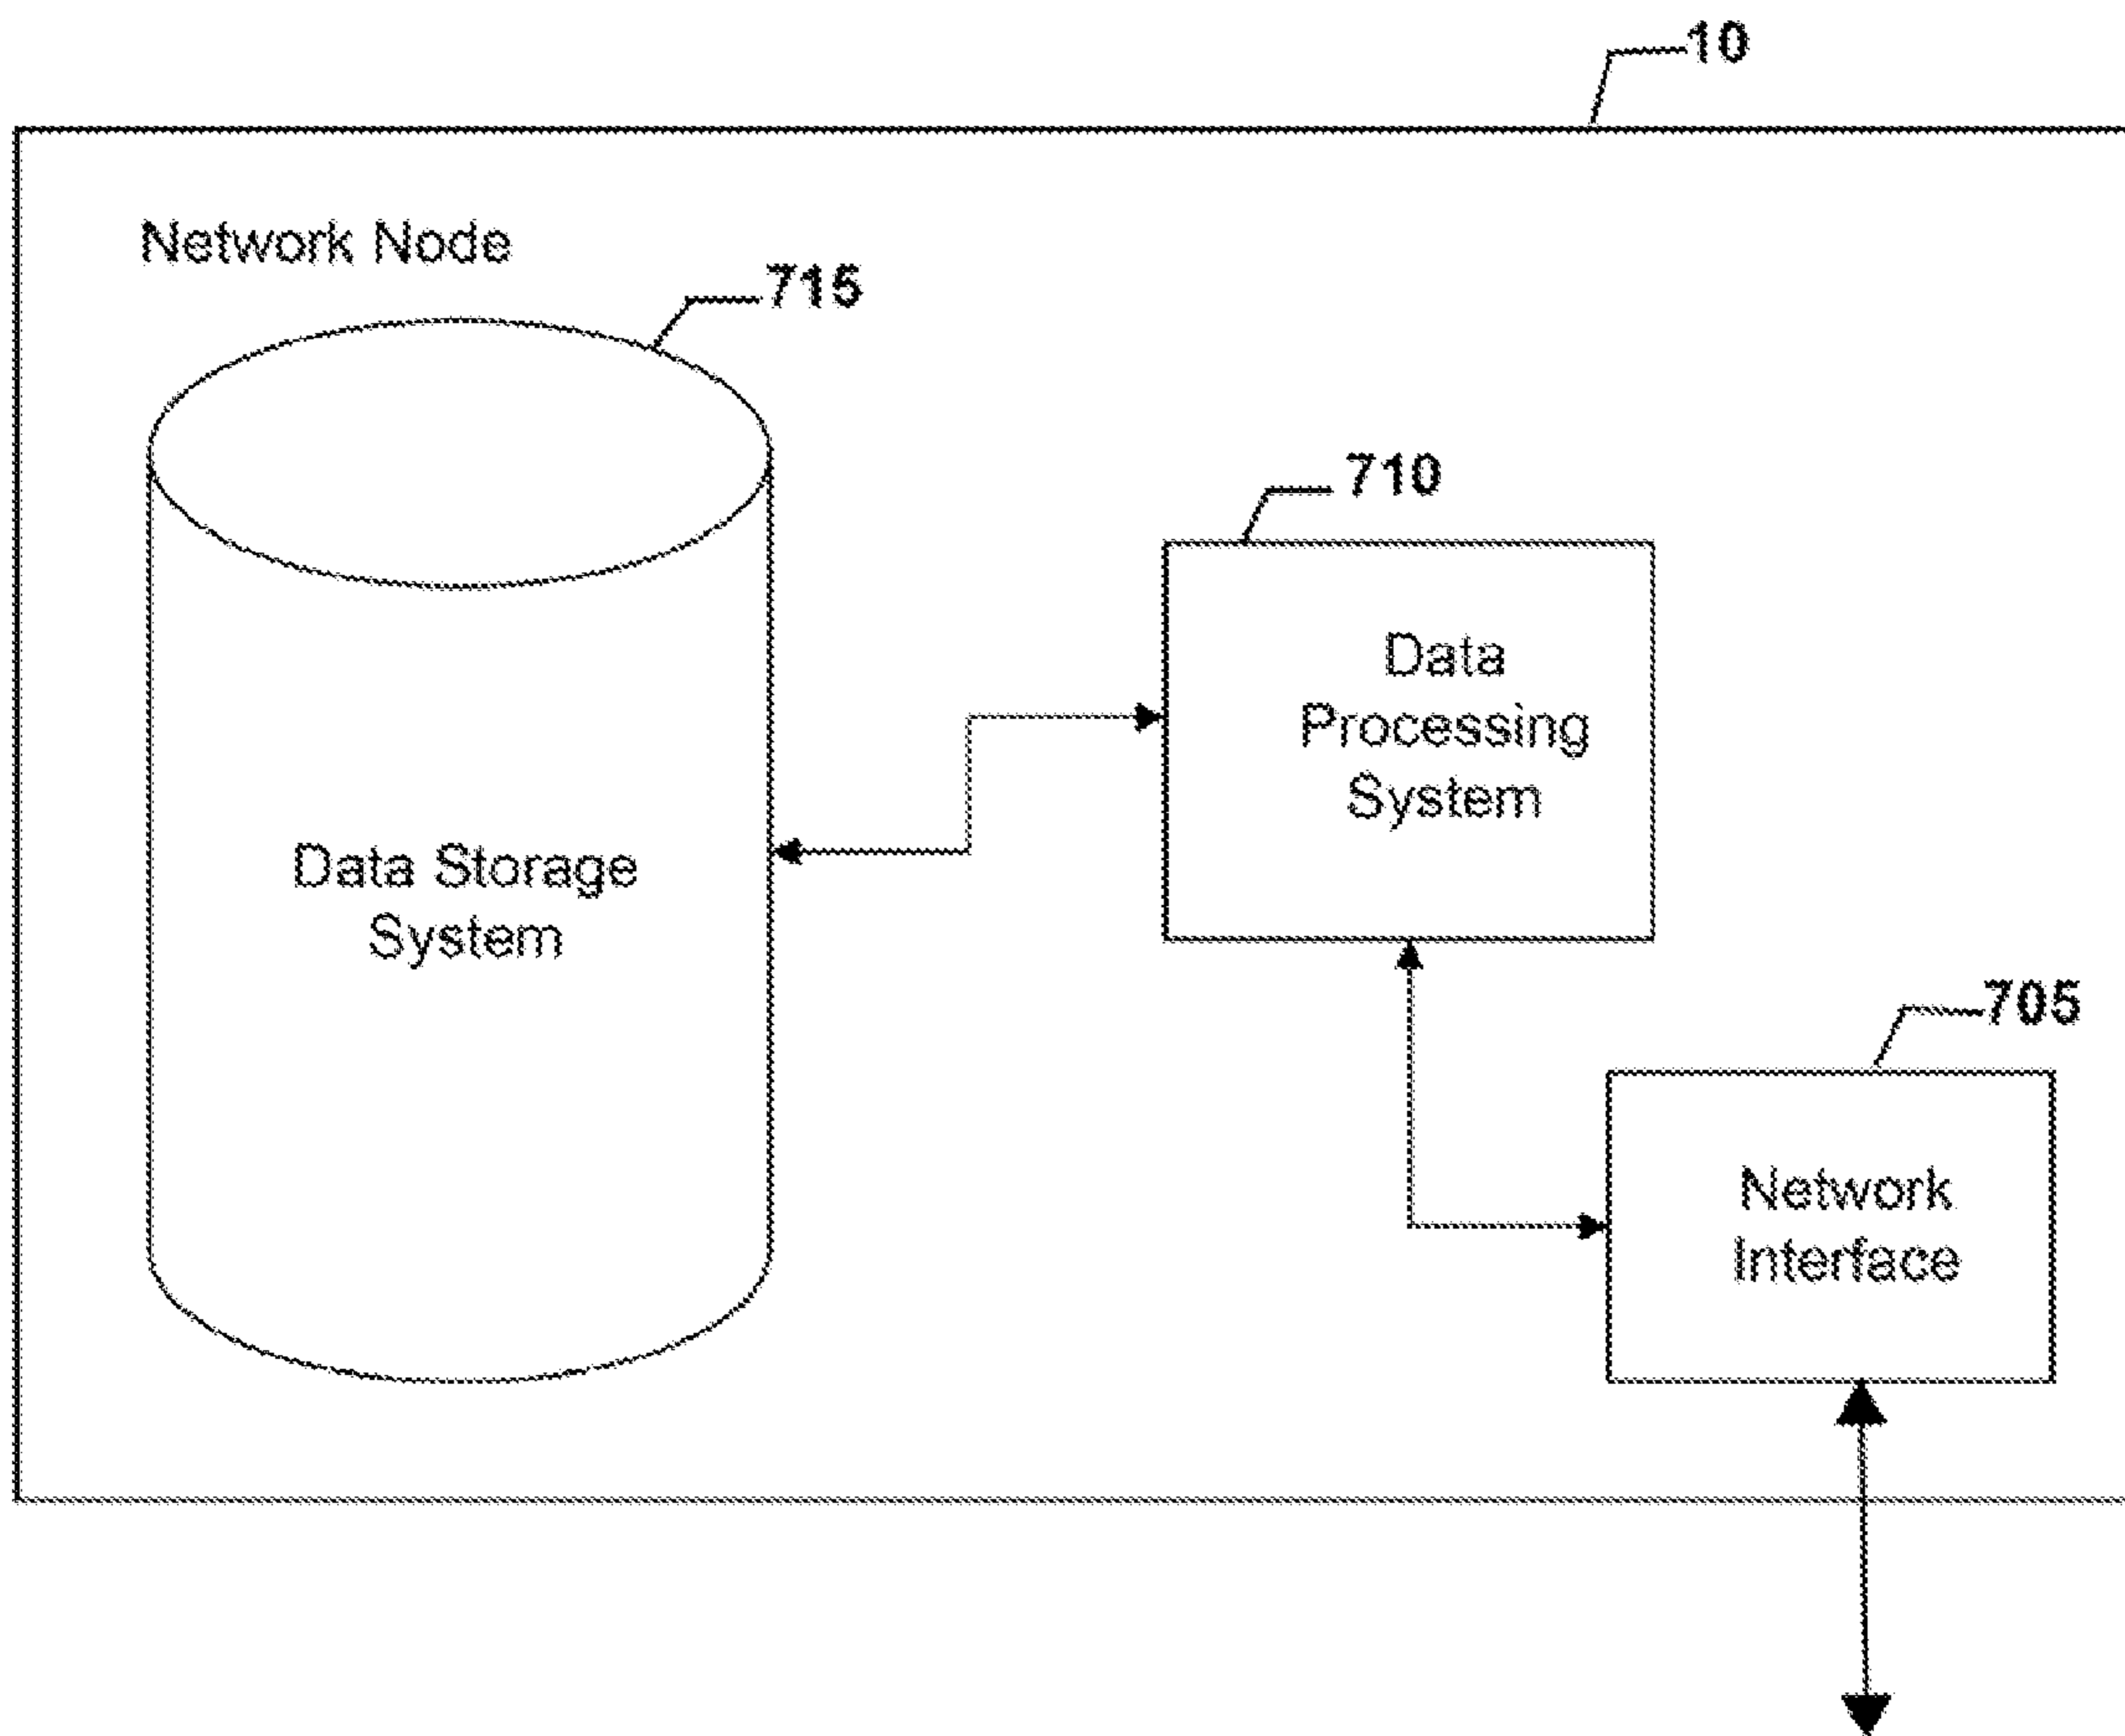 10
Network Node
715
710
Data
Processing
System
Data Storage
System
705
Network
Interface